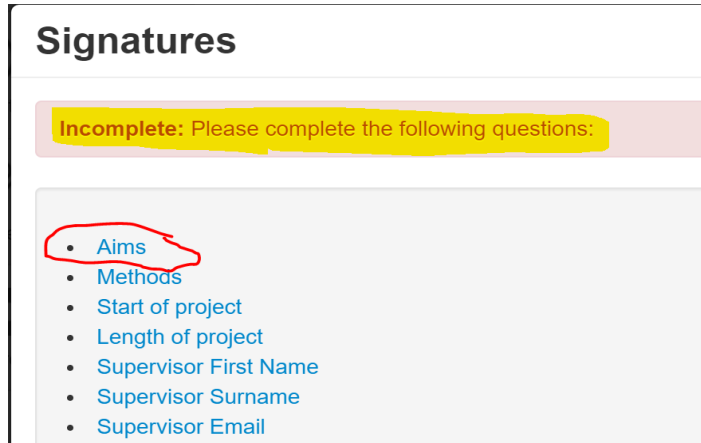 Signatures
Incomplete: Please complete the following questions:
Aims
Methods
Start of project
Length of project
Supervisor First Name
Supervisor Surname
Supervisor Email